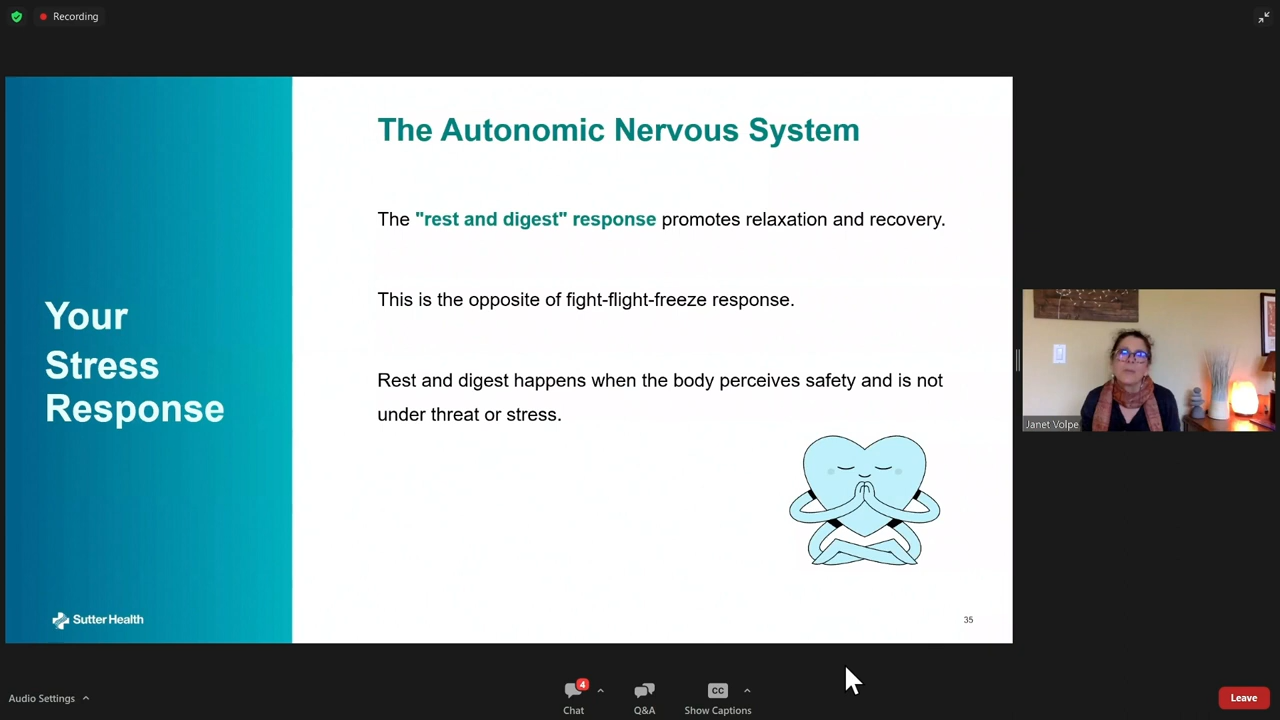 Recording
The Autonomic Nervous System
The "rest and digest" response promotes relaxation and recovery.
This is the opposite of fight-flight-freeze response.
Rest and digest happens when the body perceives safety and is not
under threat or stress.
Your
Stress
Response
Sutter Health
35
Janet Volpe
Audio Settings
4
Chat
Q&A
CC
Show Captions
Leave